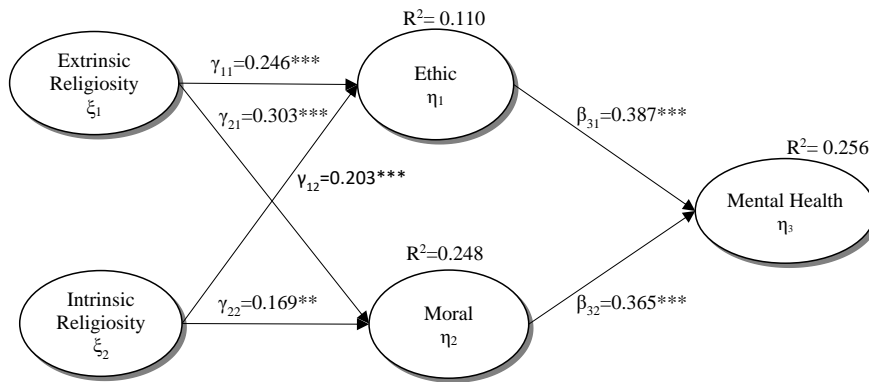 R²= 0.110
Extrinsic
Religiosity
ξ₁
γ₁₁=0.246***
Ethic
η₁
γ₂₁=0.303***
β₃₁=0.387***
R²= 0.256
γ₁₂=0.203***
Mental Health
η₃
R²=0.248
Intrinsic
Religiosity
ξ₂
γ₂₂=0.169**
Moral
η₂
β₃₂=0.365***